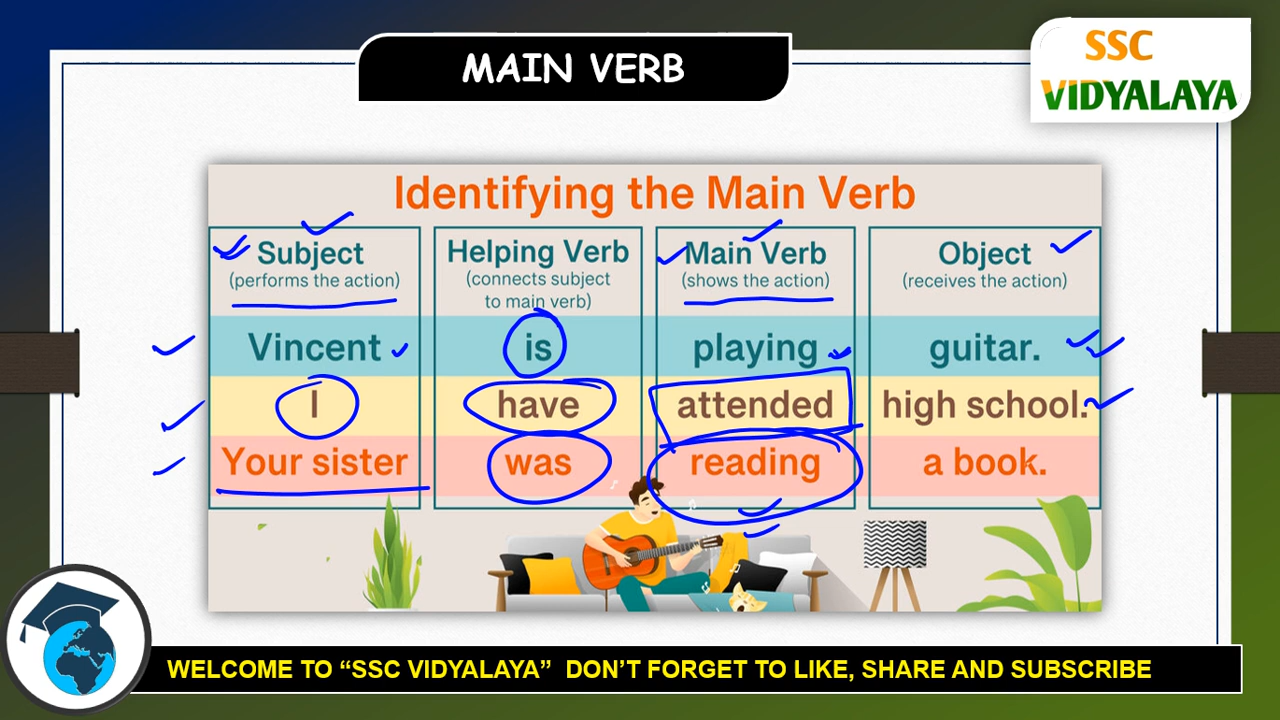 MAIN VERB
SSC
VIDYALAYA
Identifying the Main Verb
Subject
(performs the action)
Helping Verb
(connects subject
to main verb)
Main Verb
(shows the action)
Object
(receives the action)
Vincent is playing guitar.
I have attended high school.
Your sister was reading a book.
WELCOME TO “SSC VIDYALAYA” DON’T FORGET TO LIKE, SHARE AND SUBSCRIBE